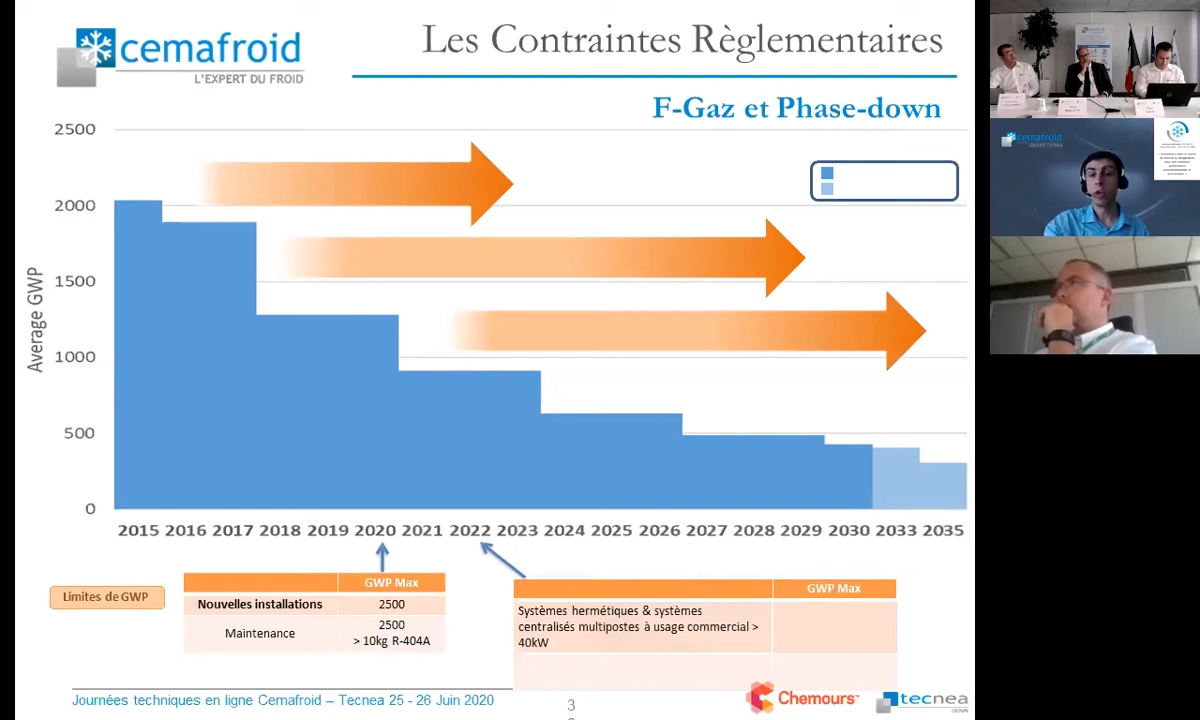 cemafroid
L'EXPERT DU FROID
Les Contraintes Règlementaires
F-Gaz et Phase-down
2500
2000
1500
1000
500
0
Average GWP
2015 2016 2017 2018 2019 2020 2021 2022 2023 2024 2025 2026 2027 2028 2029 2030 2033 2035
Limites de GWP
GWP Max
Nouvelles installations 2500
Maintenance 2500
> 10kg R-404A
GWP Max
Systèmes hermétiques & systèmes
centralisés multipostes à usage commercial >
40kW
Journées techniques en ligne Cemafroid – Tecnea 25 - 26 Juin 2020
3
Chemours™
tecnea
cemafroid